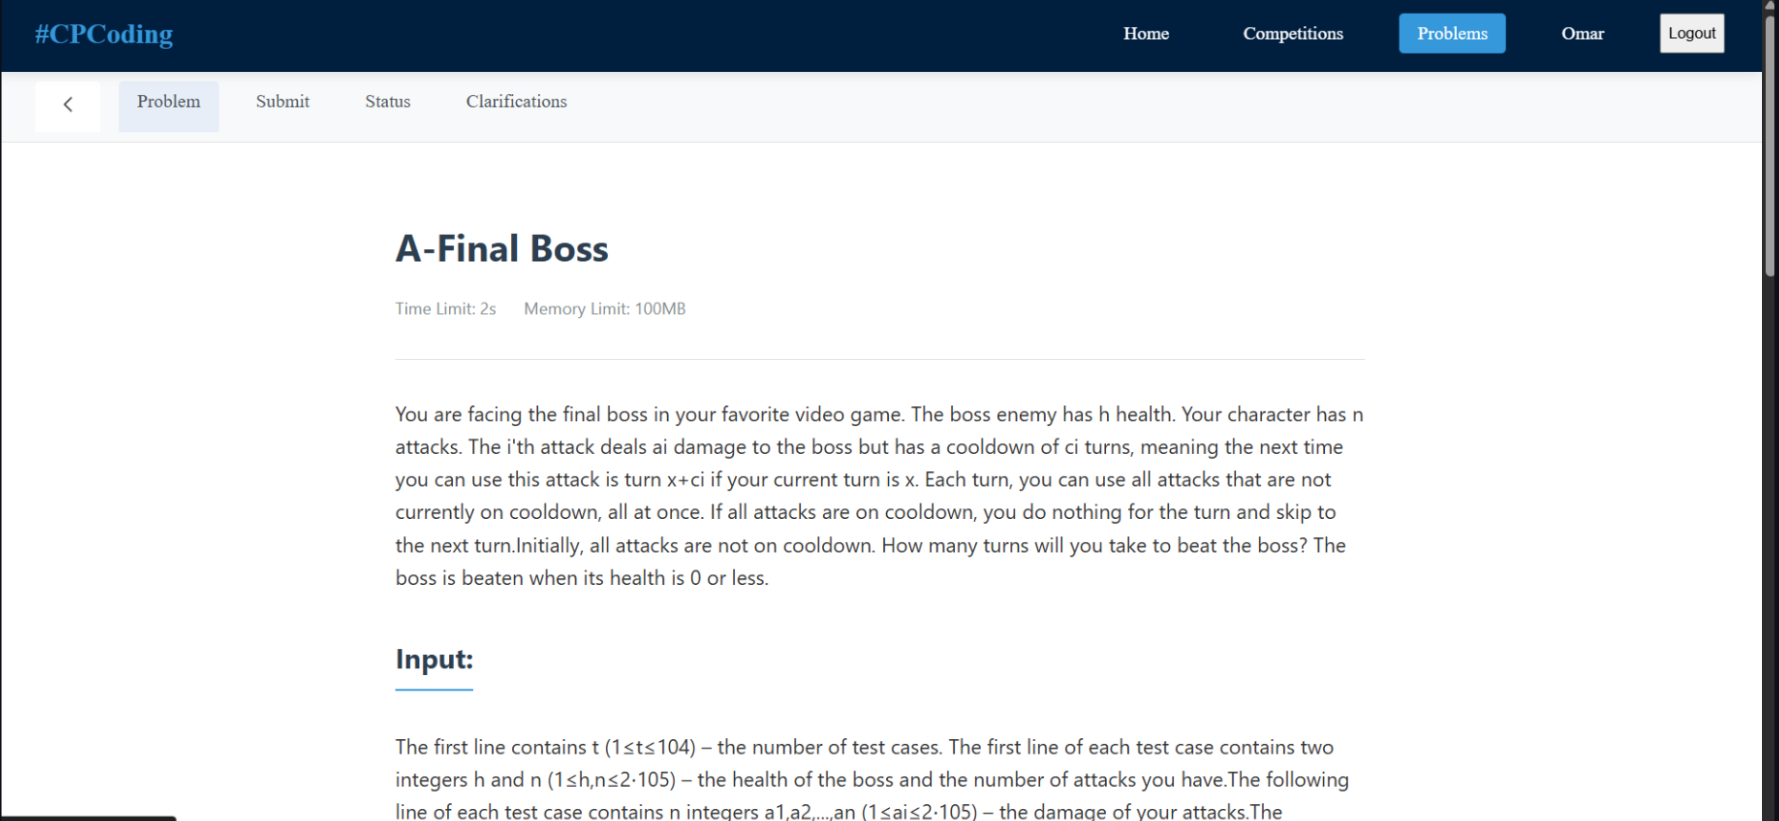 #CPCoding
Home
Competitions
Problems
Omar
Logout
Problem
Submit
Status
Clarifications
A-Final Boss
Time Limit: 2s
Memory Limit: 100MB
You are facing the final boss in your favorite video game. The boss enemy has h health. Your character has n
attacks. The i'th attack deals ai damage to the boss but has a cooldown of ci turns, meaning the next time
you can use this attack is turn x+ci if your current turn is x. Each turn, you can use all attacks that are not
currently on cooldown, all at once. If all attacks are on cooldown, you do nothing for the turn and skip to
the next turn.Initially, all attacks are not on cooldown. How many turns will you take to beat the boss? The
boss is beaten when its health is 0 or less.
Input:
The first line contains t (1≤t≤104) – the number of test cases. The first line of each test case contains two
integers h and n (1≤h,n≤2·105) – the health of the boss and the number of attacks you have.The following
line of each test case contains n integers a1,a2,...,an (1≤ai≤2·105) – the damage of your attacks.The